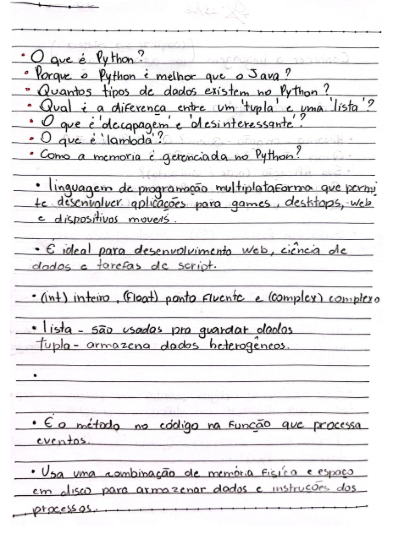 • O que é Python?
• Porque o Python é melhor que o Java?
• Quantos tipos de dados existem no Python?
• Qual é a diferença entre um 'tupla' e uma 'lista'?
• O que é 'decapagem' e 'desinteressante'?
• O que é 'lambda'?
• Como a memoria é gerenciada no Python?
• linguagem de programação multiplataforma que permi
te desenvolver aplicações para games, desktops, web
e dispositivos moveis.
• É ideal para desenvolvimento web, ciência de
dados e tarefas de script.
• (int) inteiro, (Float) ponto Fluente e (complex) complexo
• lista - são usadas pra guardar dados
Tupla - armazena dados heterogêneos.
•
• É o método no código na Função que processa
eventos.
• Usa uma combinação de memória Física e espaço
em disco para armazenar dados e instruções dos
processos.